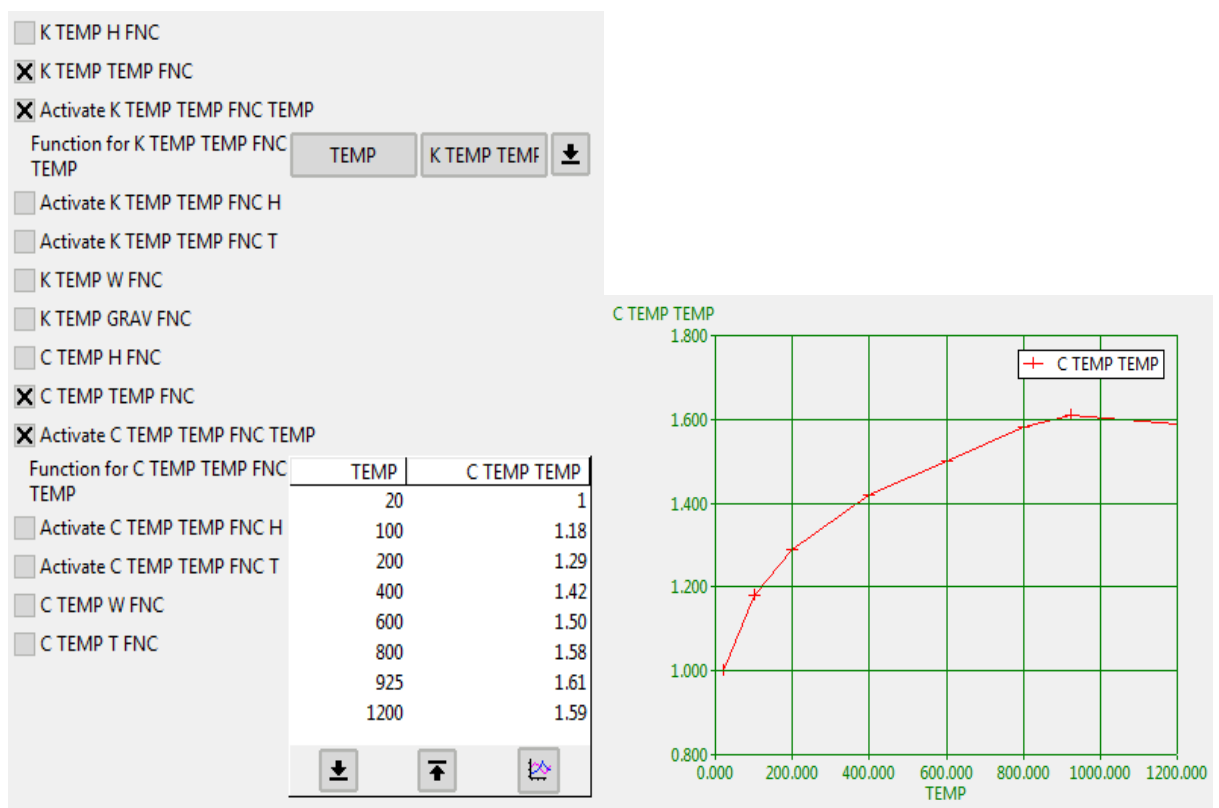 K TEMP H FNC
K TEMP TEMP FNC
Activate K TEMP TEMP FNC TEMP
Function for K TEMP TEMP FNC
TEMP
TEMP K TEMP TEMF
Activate K TEMP TEMP FNC H
Activate K TEMP TEMP FNC T
K TEMP W FNC
K TEMP GRAV FNC
C TEMP H FNC
C TEMP TEMP FNC
Activate C TEMP TEMP FNC TEMP
Function for C TEMP TEMP FNC
TEMP
TEMP C TEMP TEMP
20 1
100 1.18
200 1.29
400 1.42
600 1.50
800 1.58
925 1.61
1200 1.59
Activate C TEMP TEMP FNC H
Activate C TEMP TEMP FNC T
C TEMP W FNC
C TEMP T FNC
C TEMP TEMP
1.800
C TEMP TEMP
1.600
1.400
1.200
1.000
0.800
0.000 200.000 400.000 600.000 800.000 1000.000 1200.000
TEMP